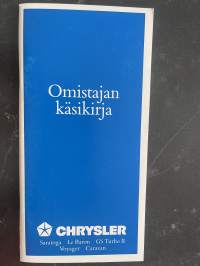 Omistajan
käsikirja
CHRYSLER
Saratoga Le Baron GS Turbo II
Voyager Caravan